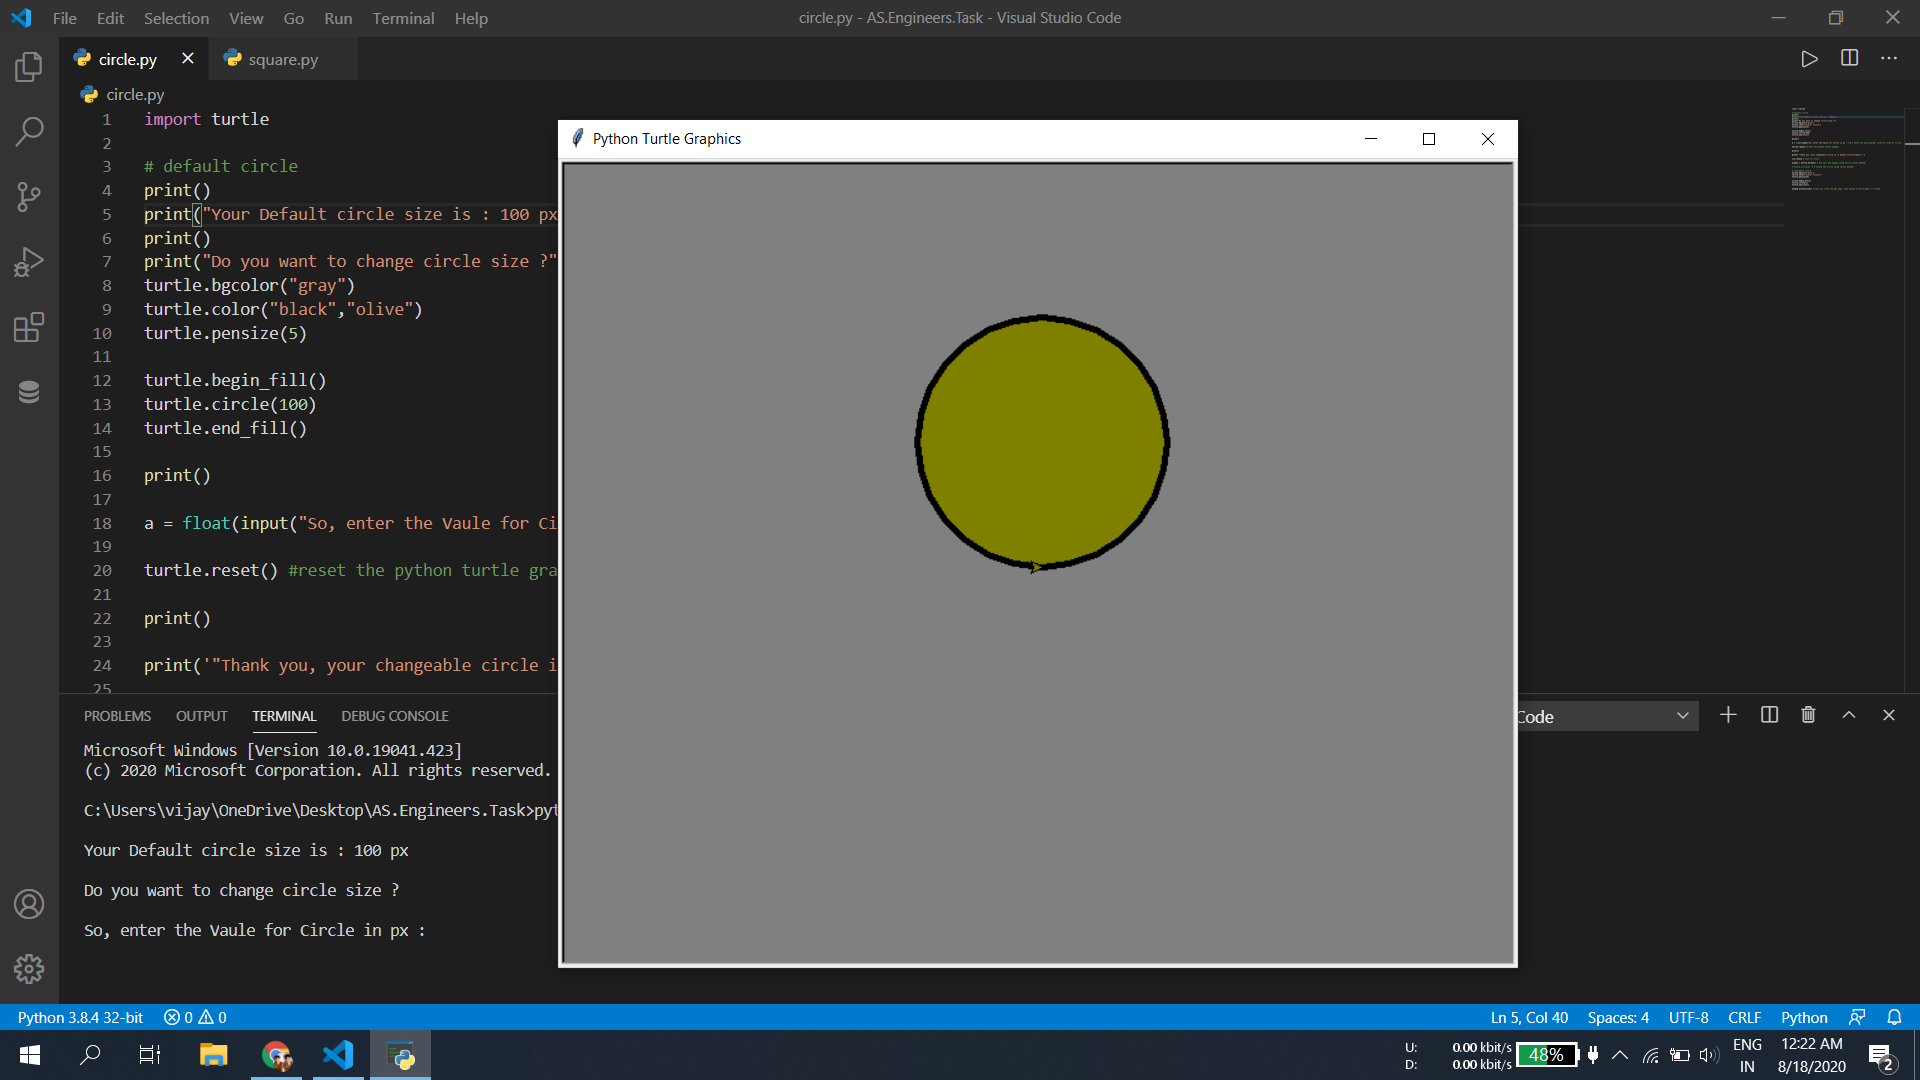 File Edit Selection View Go Run Terminal Help
circle.py - AS.Engineers.Task - Visual Studio Code
circle.py square.py
circle.py
1 import turtle
2
3 # default circle
4 print()
5 print("Your Default circle size is : 100 px
6 print()
7 print("Do you want to change circle size ?"
8 turtle.bgcolor("gray")
9 turtle.color("black","olive")
10 turtle.pensize(5)
11
12 turtle.begin_fill()
13 turtle.circle(100)
14 turtle.end_fill()
15
16 print()
17
18 a = float(input("So, enter the Vaule for Ci
19
20 turtle.reset() #reset the python turtle gra
21
22 print()
23
24 print('"Thank you, your changeable circle i
25
Python Turtle Graphics
PROBLEMS OUTPUT TERMINAL DEBUG CONSOLE
Code
Microsoft Windows [Version 10.0.19041.423]
(c) 2020 Microsoft Corporation. All rights reserved.
C:\Users\vijay\OneDrive\Desktop\AS.Engineers.Task>pyt
Your Default circle size is : 100 px
Do you want to change circle size ?
So, enter the Vaule for Circle in px :
Python 3.8.4 32-bit 0 0
Ln 5, Col 40 Spaces: 4 UTF-8 CRLF Python
U: 0.00 kbit/s
D: 0.00 kbit/s
48%
ENG
IN
12:22 AM
8/18/2020
2